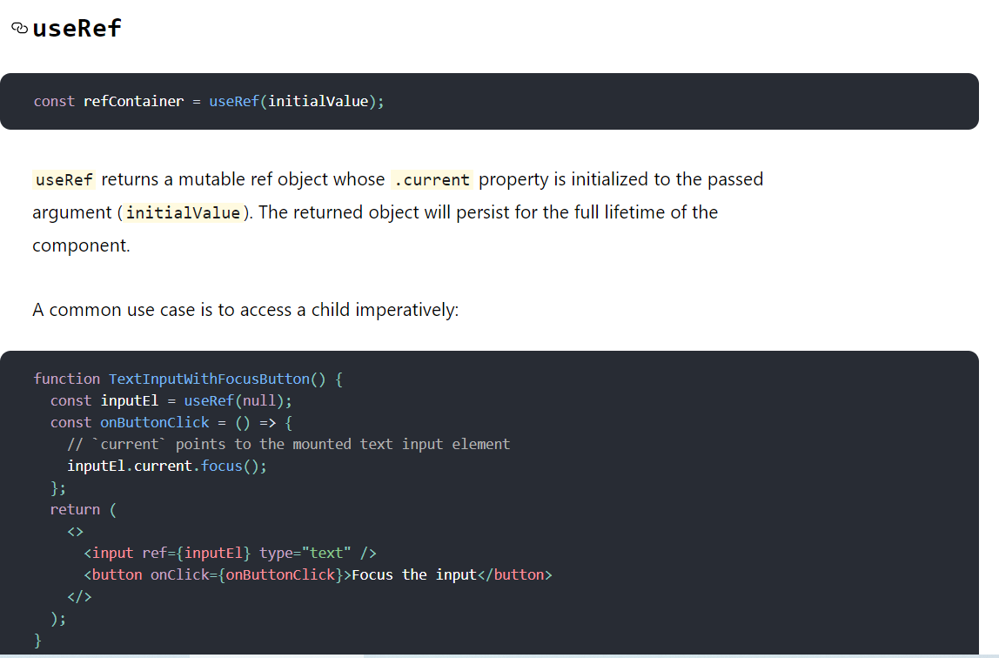 useRef
const refContainer = useRef(initialValue);
useRef returns a mutable ref object whose .current property is initialized to the passed
argument (initialValue). The returned object will persist for the full lifetime of the
component.
A common use case is to access a child imperatively:
function TextInputWithFocusButton() {
  const inputEl = useRef(null);
  const onButtonClick = () => {
    // `current` points to the mounted text input element
    inputEl.current.focus();
  };
  return (
    <>
      <input ref={inputEl} type="text" />
      <button onClick={onButtonClick}>Focus the input</button>
    </>
  );
}